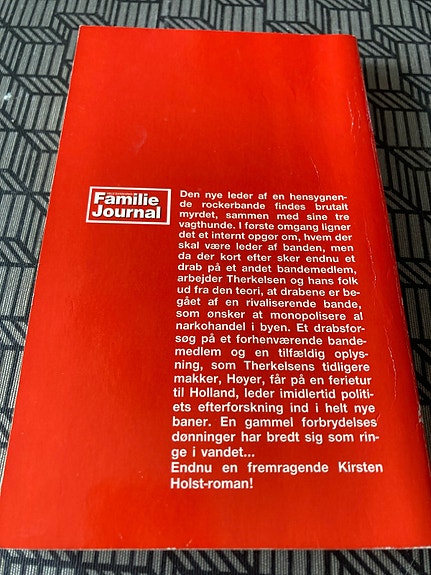 Familie
Journal
Den nye leder af en hensygnen-
de rockerbande findes brutalt
myrdet, sammen med sine tre
vagthunde. I første omgang ligner
det et internt opgør om, hvem der
skal være leder af banden, men
da der kort efter sker endnu et
drab på et andet bandemedlem,
arbejder Therkelsen og hans folk
ud fra den teori, at drabene er be-
gået af en rivaliserende bande,
som ønsker at monopolisere al
narkohandel i byen. Et drabsfor-
søg på et forhenværende bande-
medlem og en tilfældig oplys-
ning, som Therkelsens tidligere
makker, Høyer, får på en ferietur
til Holland, leder imidlertid politi-
ets efterforskning ind i helt nye
baner. En gammel forbrydelses
dønninger har bredt sig som rin-
ge i vandet...
Endnu en fremragende Kirsten
Holst-roman!